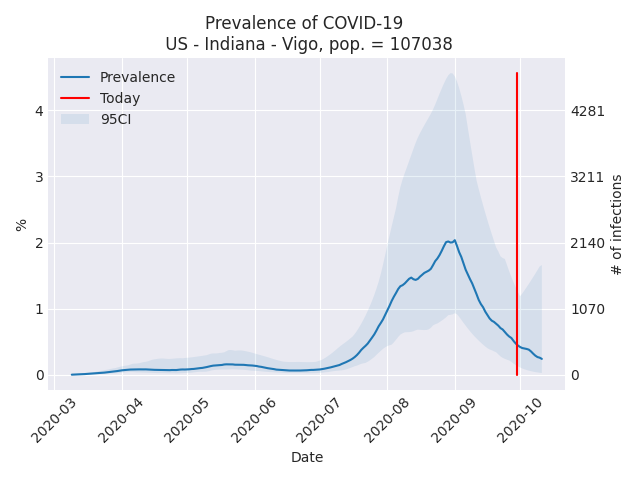 Prevalence of COVID-19
US - Indiana - Vigo, pop. = 107038
Prevalence
Today
95CI
%
4
3
2
1
0
4281
3211
2140
1070
0
# of infections
2020-03
2020-04
2020-05
2020-06
2020-07
2020-08
2020-09
2020-10
Date